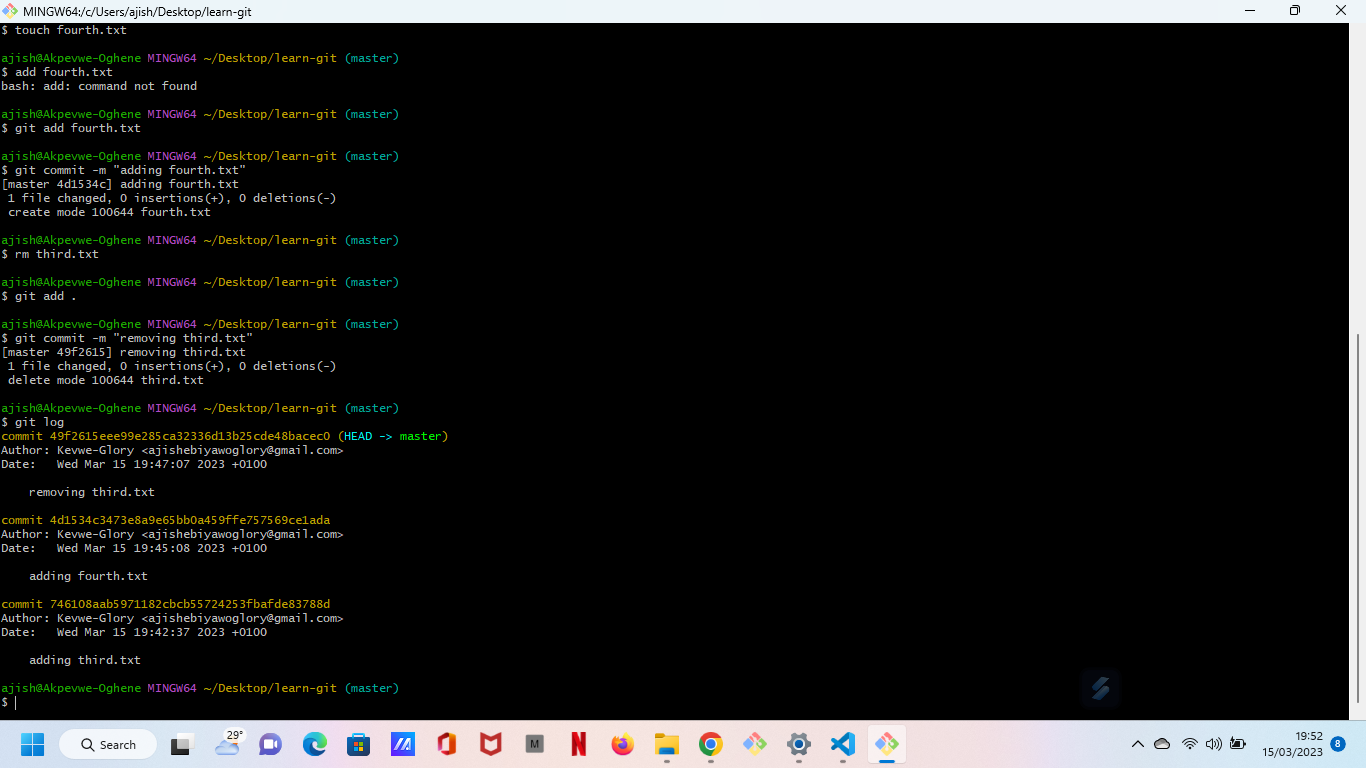 MINGW64:/c/Users/ajish/Desktop/learn-git
$ touch fourth.txt
ajish@Akpevwe-Oghene MINGW64 ~/Desktop/learn-git (master)
$ add fourth.txt
bash: add: command not found
ajish@Akpevwe-Oghene MINGW64 ~/Desktop/learn-git (master)
$ git add fourth.txt
ajish@Akpevwe-Oghene MINGW64 ~/Desktop/learn-git (master)
$ git commit -m "adding fourth.txt"
[master 4d1534c] adding fourth.txt
1 file changed, 0 insertions(+), 0 deletions(-)
create mode 100644 fourth.txt
ajish@Akpevwe-Oghene MINGW64 ~/Desktop/learn-git (master)
$ rm third.txt
ajish@Akpevwe-Oghene MINGW64 ~/Desktop/learn-git (master)
$ git add .
ajish@Akpevwe-Oghene MINGW64 ~/Desktop/learn-git (master)
$ git commit -m "removing third.txt"
[master 49f2615] removing third.txt
1 file changed, 0 insertions(+), 0 deletions(-)
delete mode 100644 third.txt
ajish@Akpevwe-Oghene MINGW64 ~/Desktop/learn-git (master)
$ git log
commit 49f2615eee99e285ca32336d13b25cde48bacec0 (HEAD -> master)
Author: Kevwe-Glory <ajishebiyawoglory@gmail.com>
Date: Wed Mar 15 19:47:07 2023 +0100
removing third.txt
commit 4d1534c3473e8a9e65bb0a459ffe757569ce1ada
Author: Kevwe-Glory <ajishebiyawoglory@gmail.com>
Date: Wed Mar 15 19:45:08 2023 +0100
adding fourth.txt
commit 746108aab5971182cbcb55724253fbafde83788d
Author: Kevwe-Glory <ajishebiyawoglory@gmail.com>
Date: Wed Mar 15 19:42:37 2023 +0100
adding third.txt
ajish@Akpevwe-Oghene MINGW64 ~/Desktop/learn-git (master)
$
29°
Search
M
N
19:52
15/03/2023
8